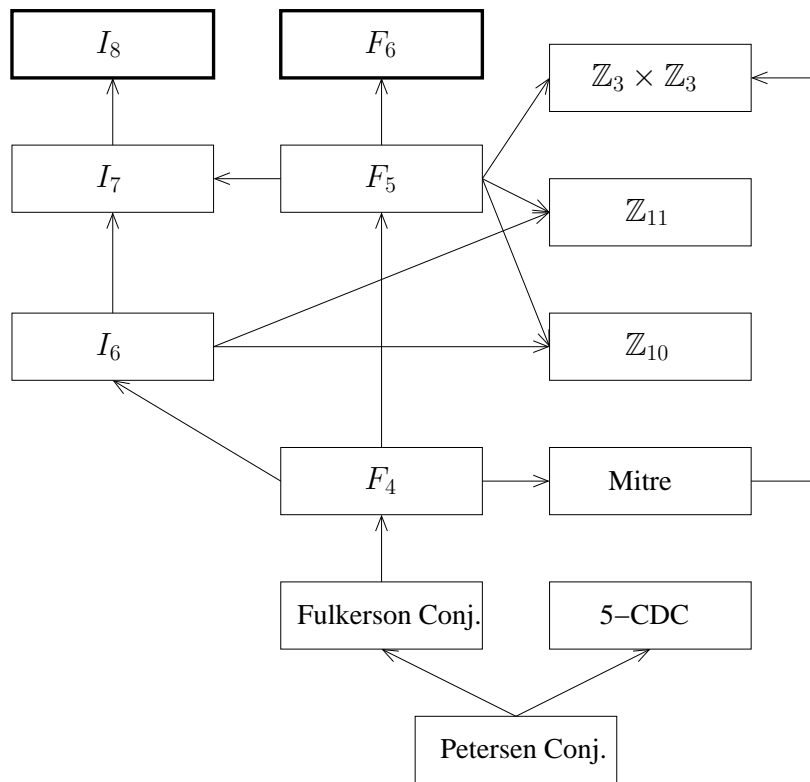 I₈
F₆
ℤ₃ × ℤ₃
I₇
F₅
ℤ₁₁
I₆
ℤ₁₀
F₄
Mitre
Fulkerson Conj.
5−CDC
Petersen Conj.